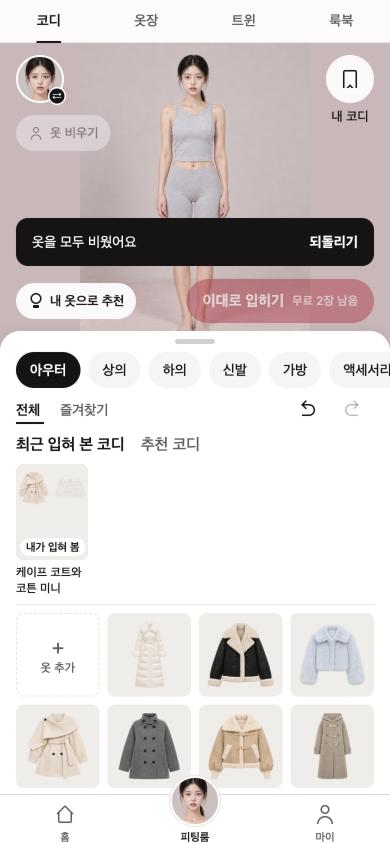 코디
옷장
트윈
룩북
옷 비우기
내 코디
옷을 모두 비웠어요
되돌리기
내 옷으로 추천
이대로 입히기 무료 2장 남음
아우터
상의
하의
신발
가방
액세서리
전체
즐겨찾기
최근 입혀 본 코디
추천 코디
내가 입혀 봄
케이프 코트와
코튼 미니
+
옷 추가
홈
피팅룸
마이